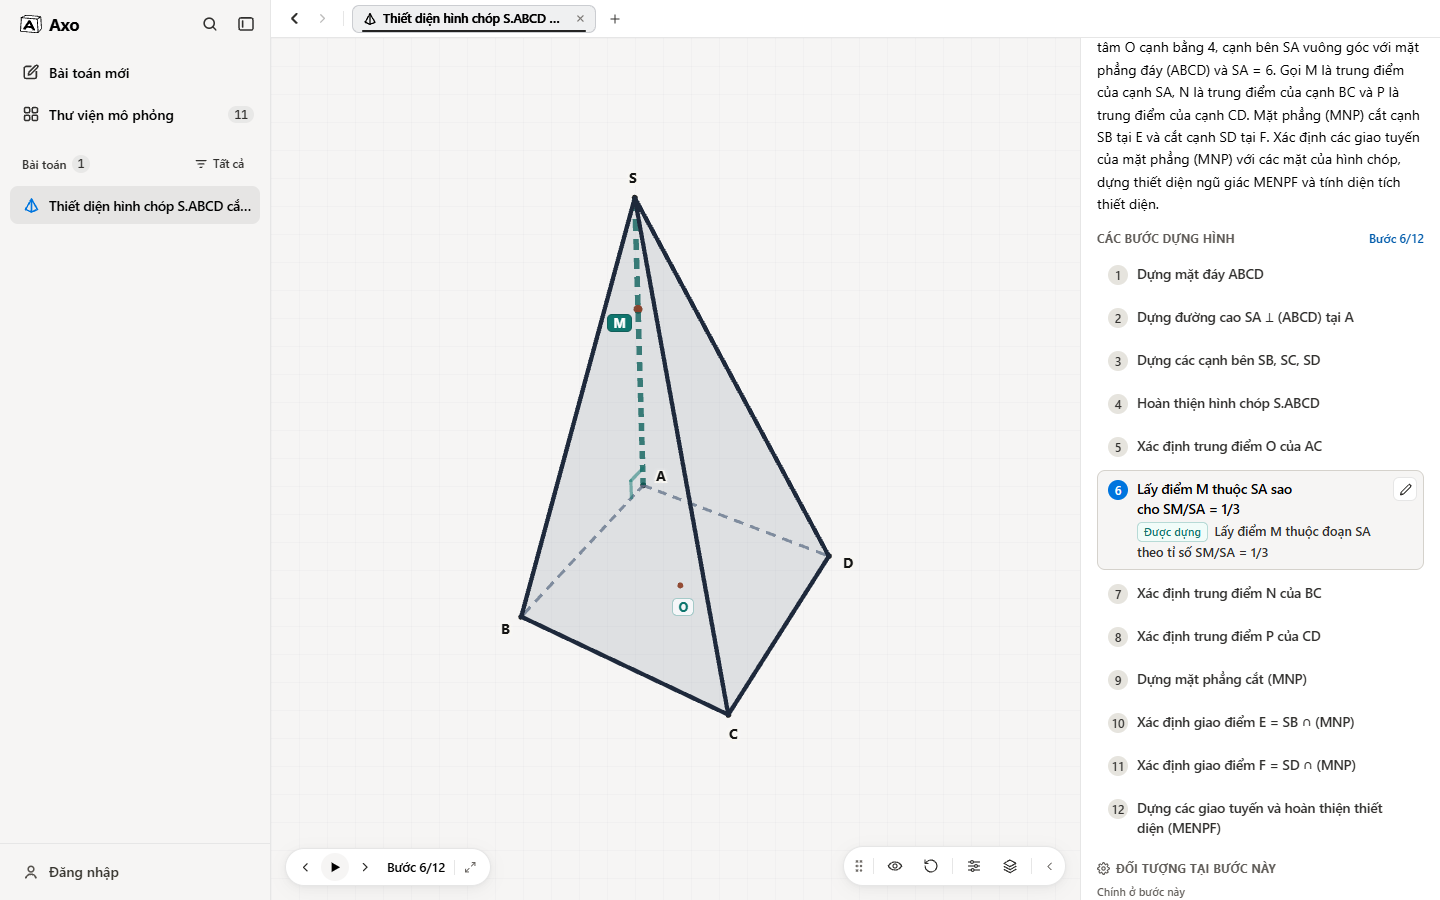 Axo
Bài toán mới
Thư viện mô phỏng
11
Bài toán 1
Tất cả
Thiết diện hình chóp S.ABCD cắ...
Đăng nhập
Thiết diện hình chóp S.ABCD ...
S
M
A
D
O
B
C
Bước 6/12
tâm O cạnh bằng 4, cạnh bên SA vuông góc với mặt
phẳng đáy (ABCD) và SA = 6. Gọi M là trung điểm
của cạnh SA, N là trung điểm của cạnh BC và P là
trung điểm của cạnh CD. Mặt phẳng (MNP) cắt cạnh
SB tại E và cắt cạnh SD tại F. Xác định các giao tuyến
của mặt phẳng (MNP) với các mặt của hình chóp,
dựng thiết diện ngũ giác MENPF và tính diện tích
thiết diện.
CÁC BƯỚC DỰNG HÌNH
Bước 6/12
1 Dựng mặt đáy ABCD
2 Dựng đường cao SA ⊥ (ABCD) tại A
3 Dựng các cạnh bên SB, SC, SD
4 Hoàn thiện hình chóp S.ABCD
5 Xác định trung điểm O của AC
6 Lấy điểm M thuộc SA sao
cho SM/SA = 1/3
Được dựng Lấy điểm M thuộc đoạn SA
theo tỉ số SM/SA = 1/3
7 Xác định trung điểm N của BC
8 Xác định trung điểm P của CD
9 Dựng mặt phẳng cắt (MNP)
10 Xác định giao điểm E = SB ∩ (MNP)
11 Xác định giao điểm F = SD ∩ (MNP)
12 Dựng các giao tuyến và hoàn thiện thiết
diện (MENPF)
ĐỐI TƯỢNG TẠI BƯỚC NÀY
Chính ở bước này